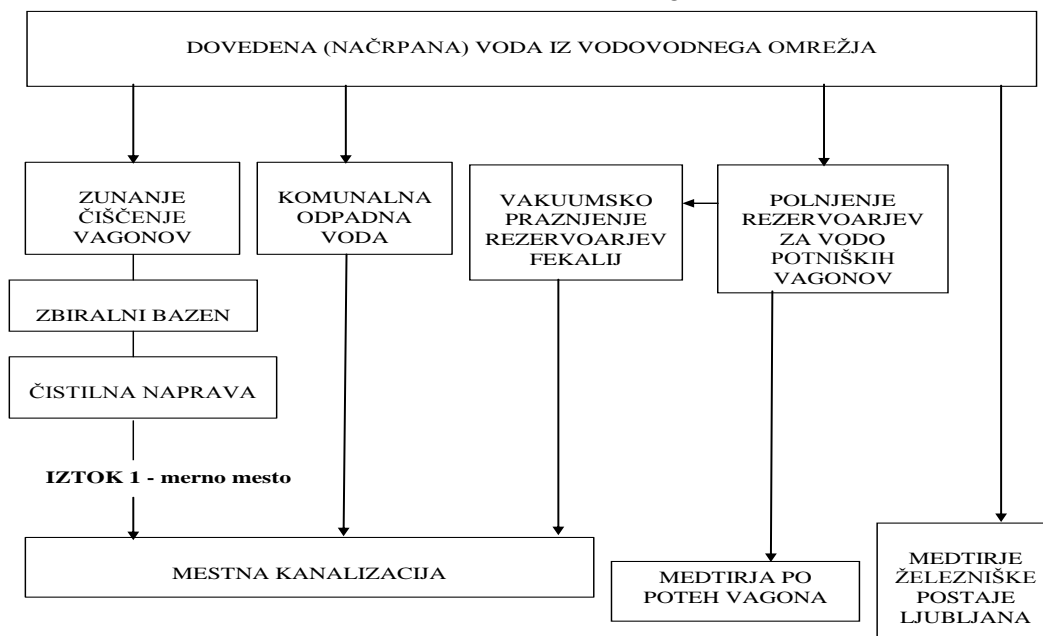 DOVEDENA (NAČRPANA) VODA IZ VODOVODNEGA OMREŽJA
ZUNANJE
ČIŠČENJE
VAGONOV
KOMUNALNA
ODPADNA
VODA
VAKUUMSKO
PRAZNJENJE
REZERVOARJEV
FEKALIJ
POLNJENJE
REZERVOARJEV
ZA VODO
POTNIŠKIH
VAGONOV
ZBIRALNI BAZEN
ČISTILNA NAPRAVA
IZTOK 1 - merno mesto
MESTNA KANALIZACIJA
MEDTIRJA PO
POTEH VAGONA
MEDTIRJE
ŽELEZNIŠKE
POSTAJE
LJUBLJANA